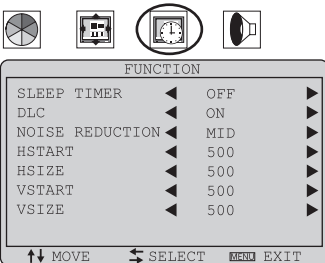 FUNCTION
SLEEP TIMER ◀ OFF ▶
DLC ◀ ON ▶
NOISE REDUCTION ◀ MID ▶
HSTART ◀ 500 ▶
HSIZE ◀ 500 ▶
VSTART ◀ 500 ▶
VSIZE ◀ 500 ▶
MOVE SELECT MENU EXIT